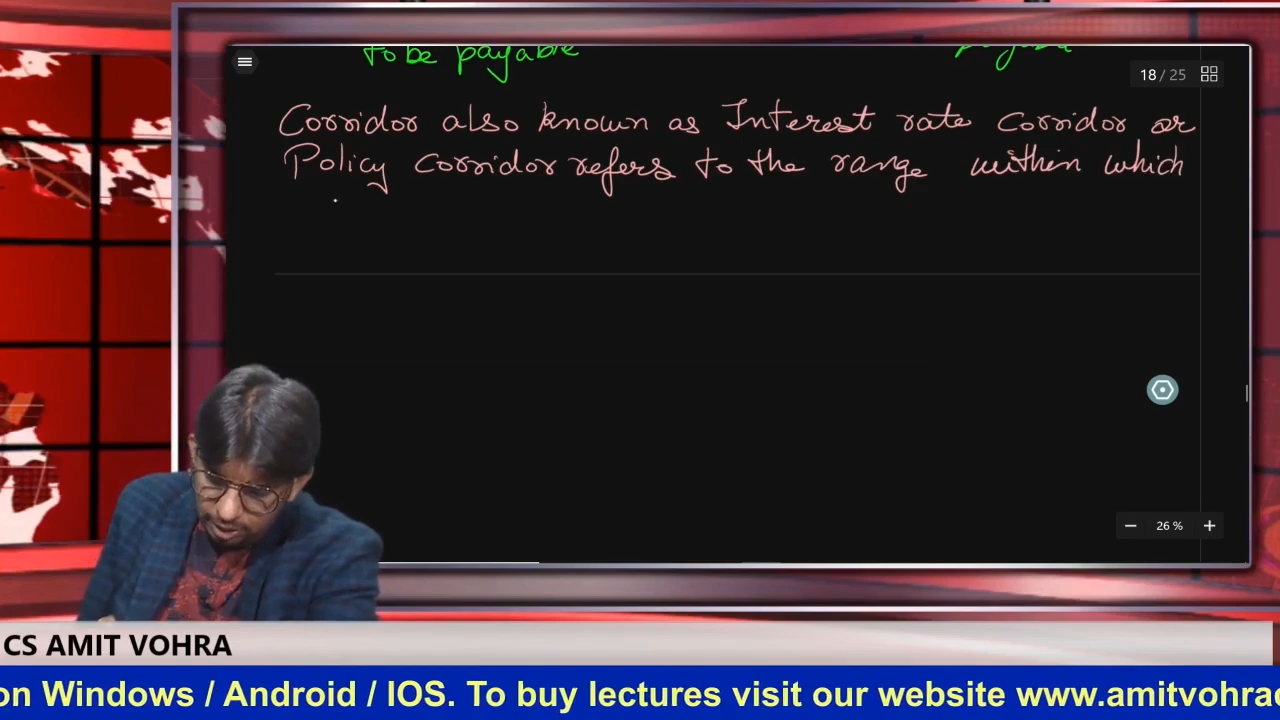 to be payable
18 / 25
Corridor also known as Interest rate Corridor or
Policy corridor refers to the range within which
26 %
CS AMIT VOHRA
on Windows / Android / IOS. To buy lectures visit our website www.amitvohra